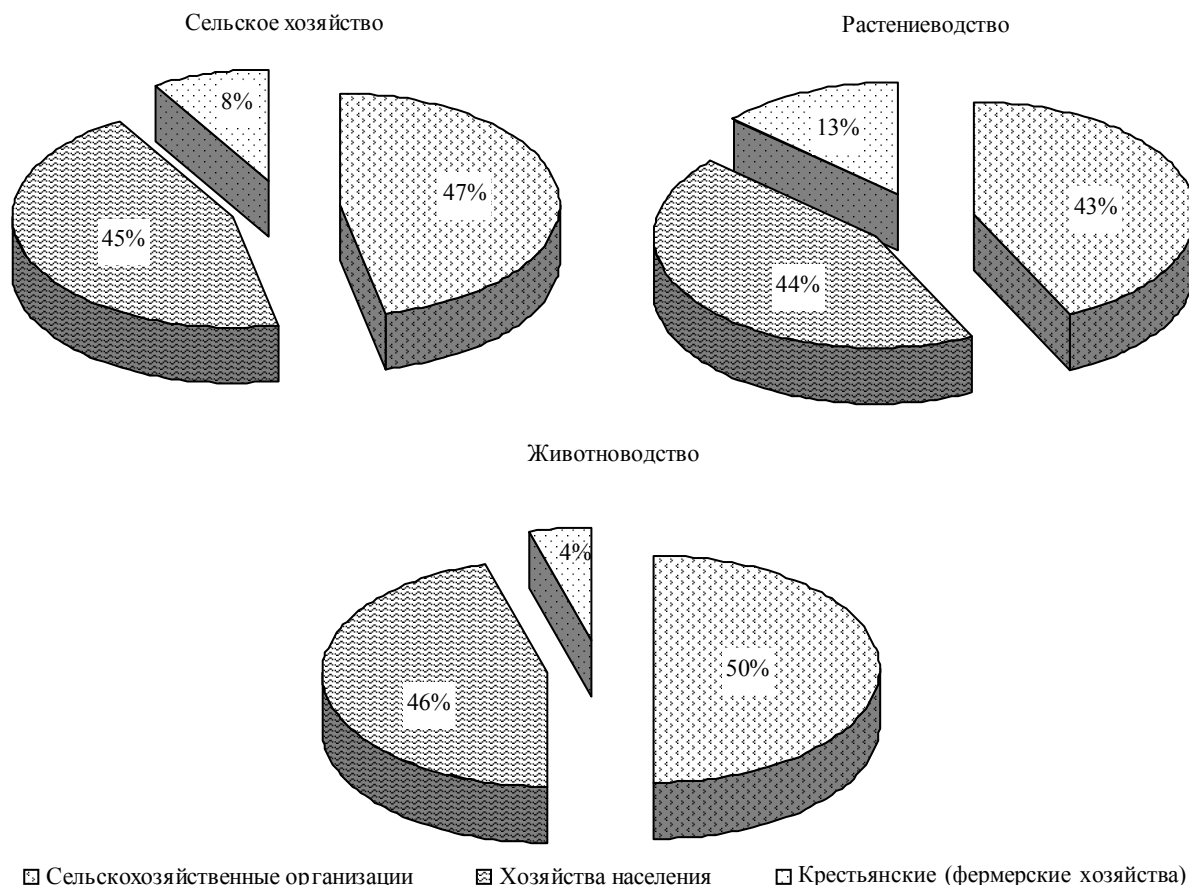 Сельское хозяйство
Растениеводство
8%
47%
45%
13%
43%
44%
Животноводство
4%
50%
46%
Сельскохозяйственные организации
Хозяйства населения
Крестьянские (фермерские хозяйства)